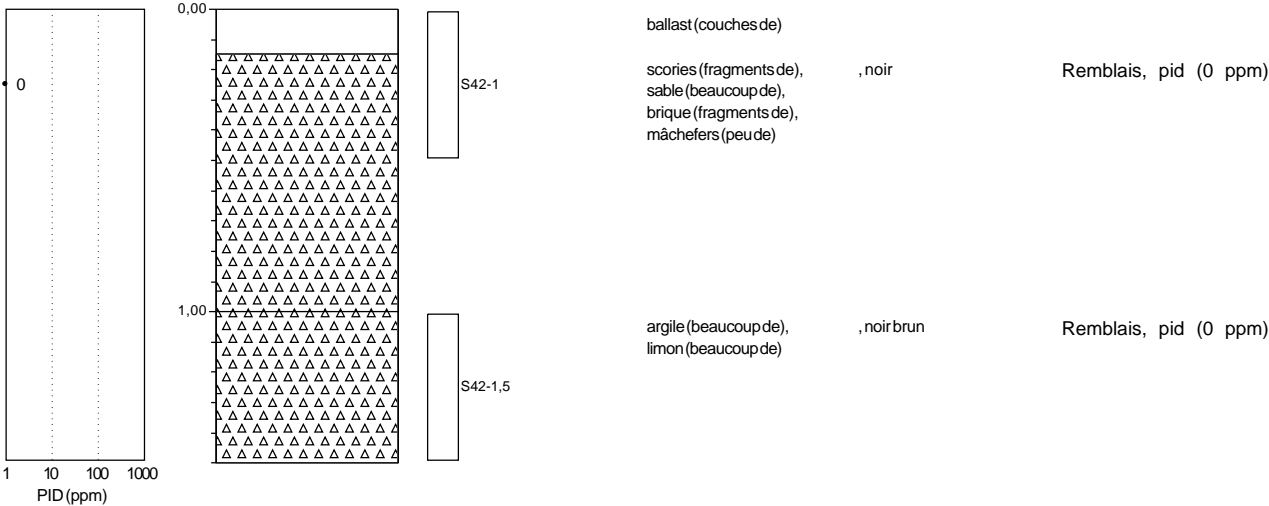 0,00
ballast (couches de)
0
S42-1
scories (fragments de), , noir
sable (beaucoup de),
brique (fragments de),
mâchefers (peu de)
Remblais, pid (0 ppm)
1,00
argile (beaucoup de), , noir brun
limon (beaucoup de)
Remblais, pid (0 ppm)
S42-1,5
1 10 100 1000
PID (ppm)